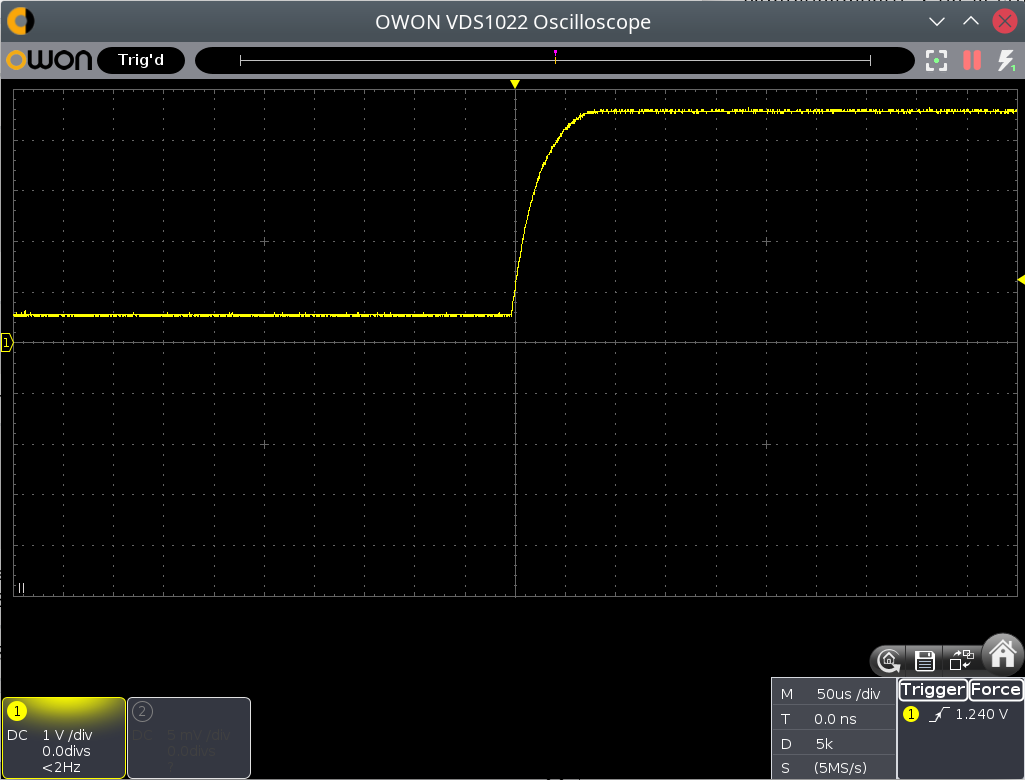 OWON VDS1022 Oscilloscope
OWON Trig'd
1
1
II
1
DC 1 V /div
0.0divs
<2Hz
2
DC 5 mV /div
0.0divs
?
M 50us /div
T 0.0 ns
D 5k
S (5MS/s)
Trigger Force
1 1.240 V